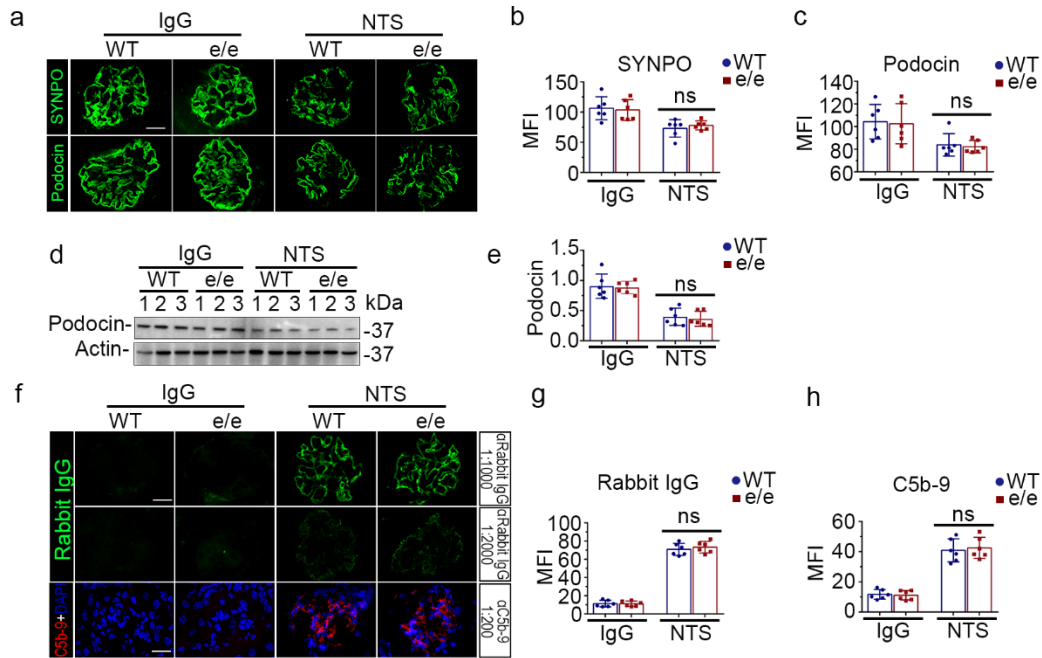 a
IgG
NTS
WT
e/e
WT
e/e
SYNPO
Podocin
b
WT
e/e
SYNPO
MFI
150
125
100
75
50
25
0
ns
IgG
NTS
c
WT
e/e
Podocin
MFI
140
120
100
80
60
ns
IgG
NTS
d
IgG
NTS
WT
e/e
WT
e/e
1 2 3 1 2 3 1 2 3 1 2 3 kDa
Podocin- -37
Actin- -37
e
WT
e/e
Podocin
1.5
1.0
0.5
0.0
ns
IgG
NTS
f
IgG
NTS
WT
e/e
WT
e/e
Rabbit IgG
C5b-9+DAPI
αRabbit IgG
1:1000
αRabbit IgG
1:2000
αC5b-9
1:200
g
WT
e/e
Rabbit IgG
MFI
100
80
60
40
20
0
ns
IgG
NTS
h
WT
e/e
C5b-9
MFI
60
40
20
0
ns
IgG
NTS